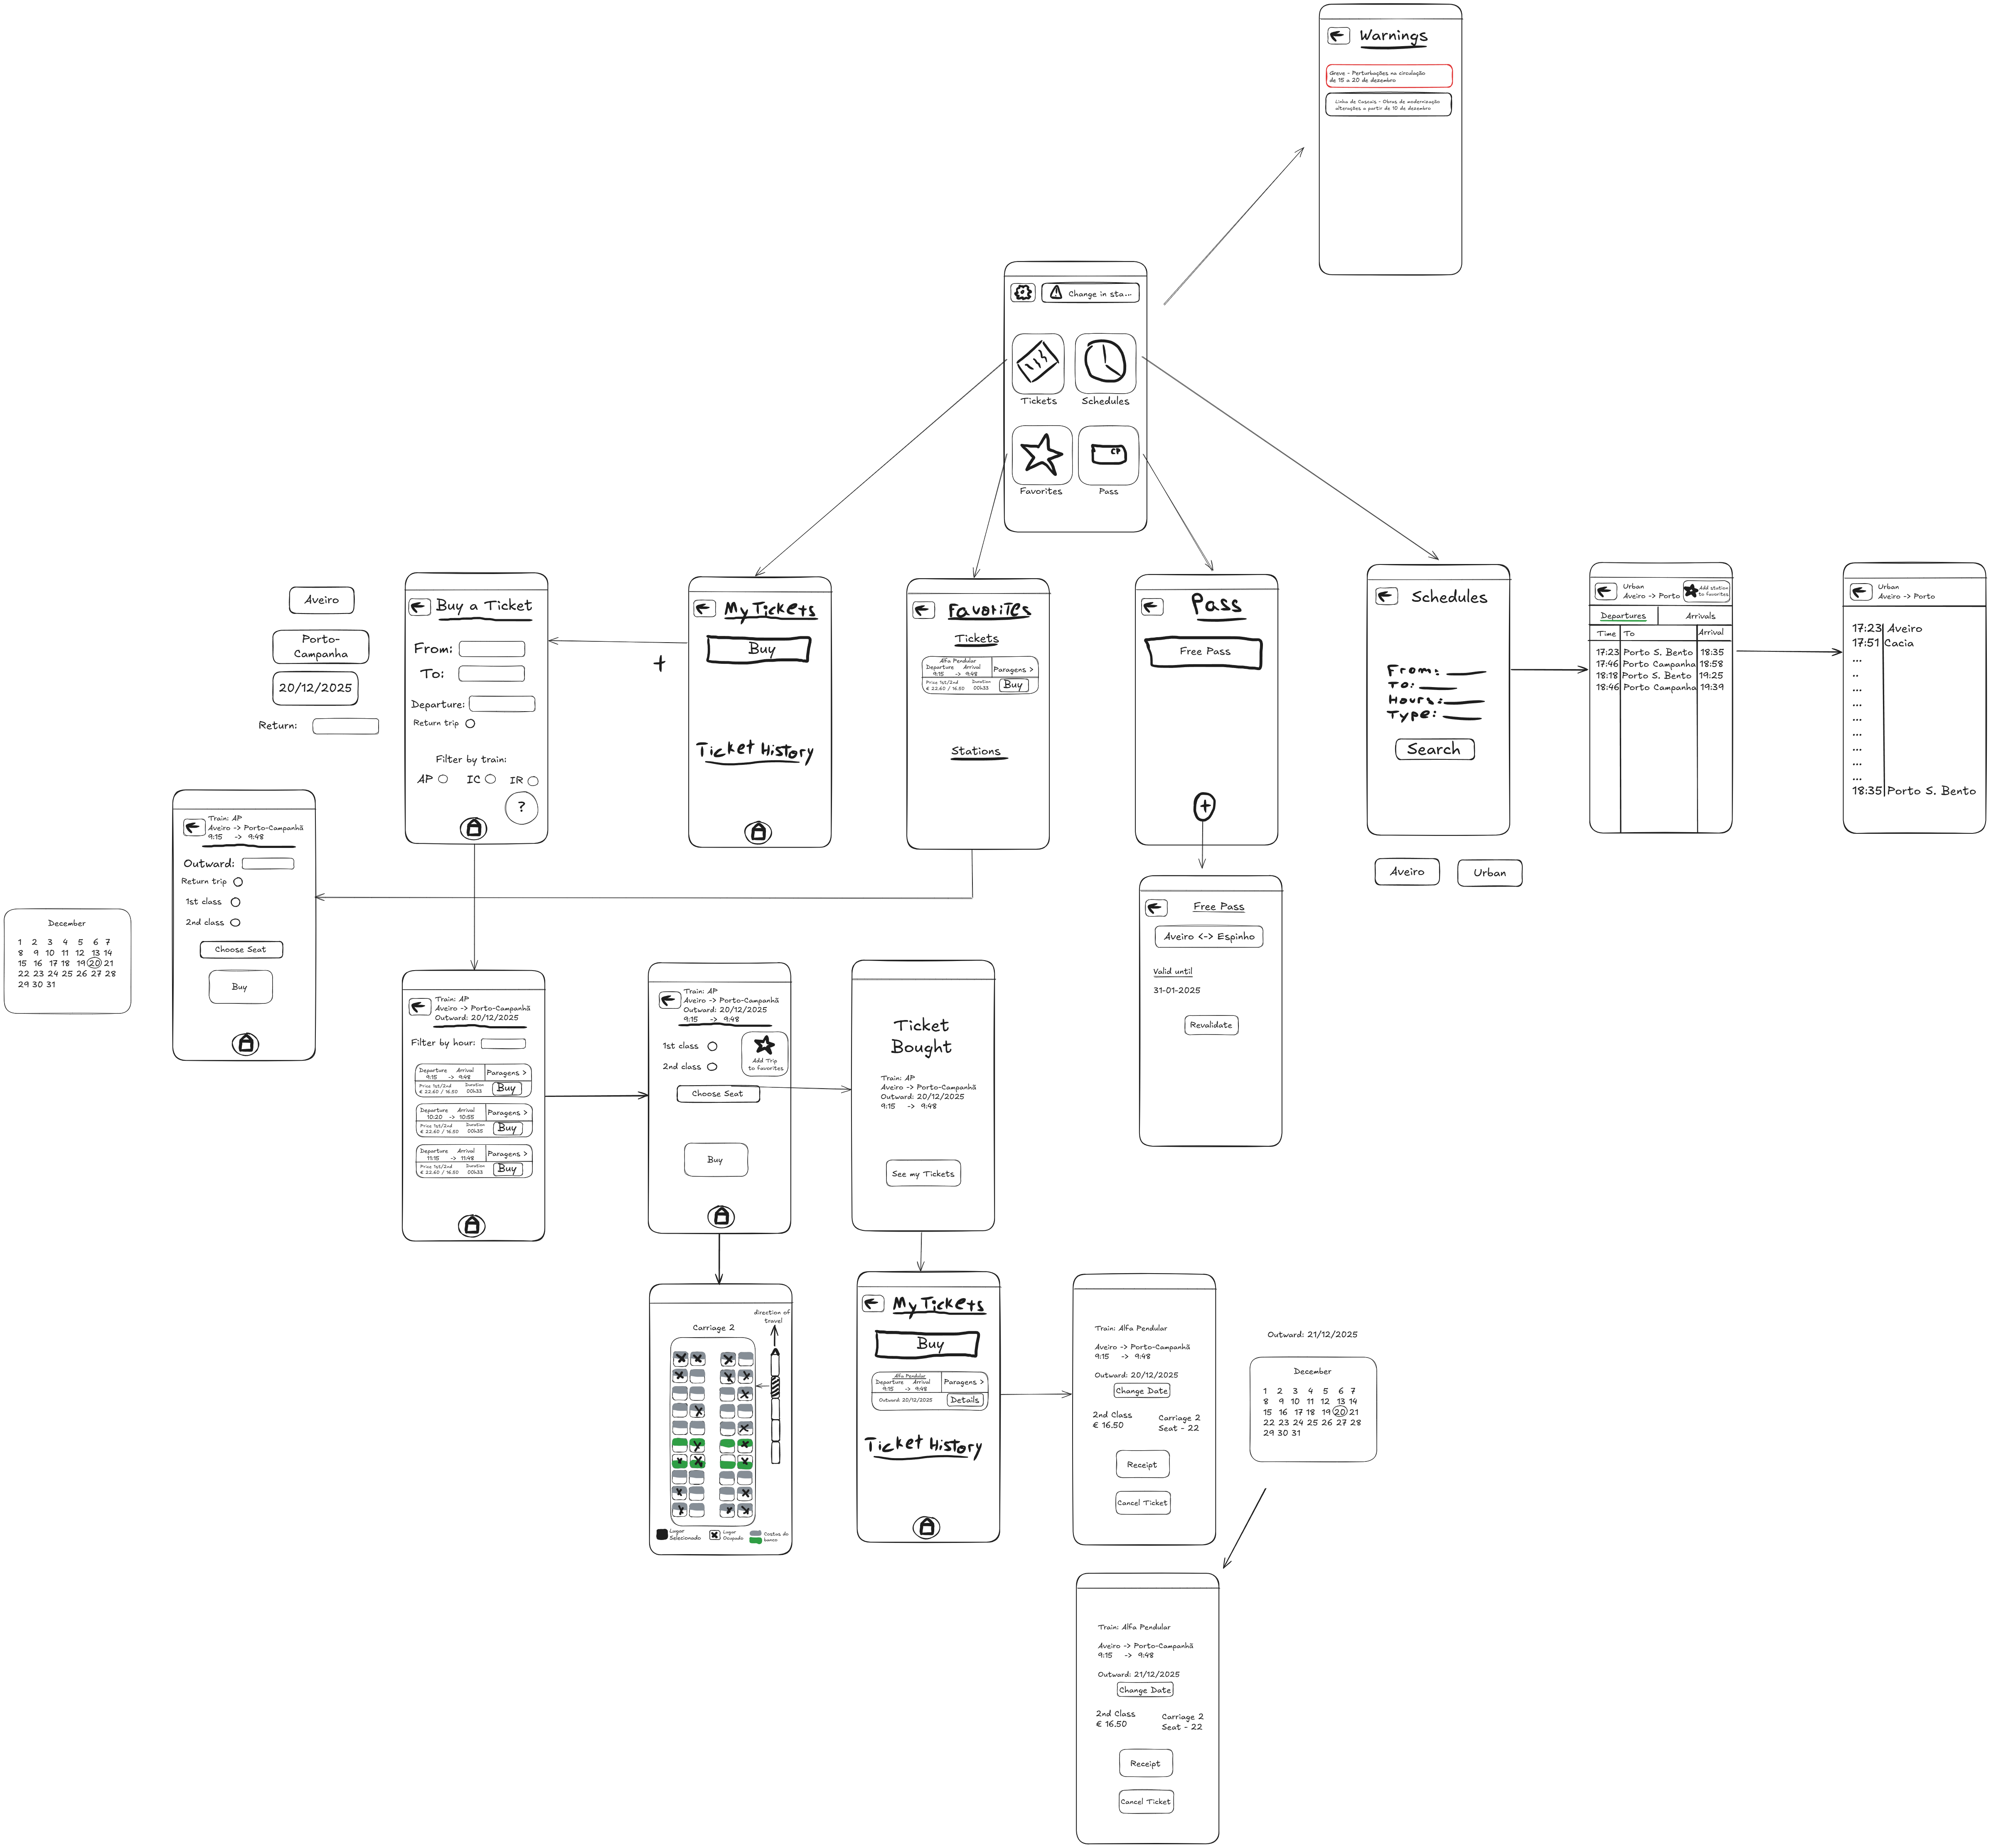 Warnings
Greve - Perturbações na circulação
de 15 a 20 de dezembro
Linha de Cascais - Obras de modernização
alterações a partir de 10 de dezembro
Change in sta...
Tickets
Schedules
CP
Favorites
Pass
Aveiro
Porto-
Campanha
20/12/2025
Return:
Buy a Ticket
From:
To:
Departure:
Return trip
Filter by train:
AP
IC
IR
?
My Tickets
Buy
Ticket History
+
Favorites
Tickets
Alfa Pendular
Departure Arrival
9:15 -> 9:48
Paragens >
Price 1st/2nd Duration
€ 22.60 / 16.50 00h33
Buy
Stations
Pass
Free Pass
+
Schedules
From:
To:
Hours:
Type:
Search
Aveiro
Urban
Urban
Aveiro -> Porto
Add station
to favorites
Departures
Arrivals
Time To Arrival
17:23 Porto S. Bento 18:35
17:46 Porto Campanha 18:58
18:18 Porto S. Bento 19:25
18:46 Porto Campanha 19:39
Urban
Aveiro -> Porto
17:23 Aveiro
17:51 Cacia
...
..
...
...
...
...
...
...
...
18:35 Porto S. Bento
Train: AP
Aveiro -> Porto-Campanhã
9:15 -> 9:48
Outward:
Return trip
1st class
2nd class
Choose Seat
Buy
December
1 2 3 4 5 6 7
8 9 10 11 12 13 14
15 16 17 18 19 20 21
22 23 24 25 26 27 28
29 30 31
Free Pass
Aveiro <-> Espinho
Valid until
31-01-2025
Revalidate
Train: AP
Aveiro -> Porto-Campanhã
Outward: 20/12/2025
Filter by hour:
Departure Arrival
9:15 -> 9:48
Paragens >
Price 1st/2nd Duration
€ 22.60 / 16.50 00h33
Buy
Departure Arrival
10:20 -> 10:55
Paragens >
Price 1st/2nd Duration
€ 22.60 / 16.50 00h35
Buy
Departure Arrival
11:15 -> 11:48
Paragens >
Price 1st/2nd Duration
€ 22.60 / 16.50 00h33
Buy
Train: AP
Aveiro -> Porto-Campanhã
Outward: 20/12/2025
9:15 -> 9:48
1st class
2nd class
Add Trip
to favorites
Choose Seat
Buy
Ticket
Bought
Train: AP
Aveiro -> Porto-Campanhã
Outward: 20/12/2025
9:15 -> 9:48
See my Tickets
direction of
travel
Carriage 2
Lugar
Selecionado
Lugar
Ocupado
Costas do
banco
My Tickets
Buy
Alfa Pendular
Departure Arrival
9:15 -> 9:48
Paragens >
Outward: 20/12/2025
Details
Ticket History
Train: Alfa Pendular
Aveiro -> Porto-Campanhã
9:15 -> 9:48
Outward: 20/12/2025
Change Date
2nd Class
€ 16.50
Carriage 2
Seat - 22
Receipt
Cancel Ticket
Outward: 21/12/2025
December
1 2 3 4 5 6 7
8 9 10 11 12 13 14
15 16 17 18 19 20 21
22 23 24 25 26 27 28
29 30 31
Train: Alfa Pendular
Aveiro -> Porto-Campanhã
9:15 -> 9:48
Outward: 21/12/2025
Change Date
2nd Class
€ 16.50
Carriage 2
Seat - 22
Receipt
Cancel Ticket